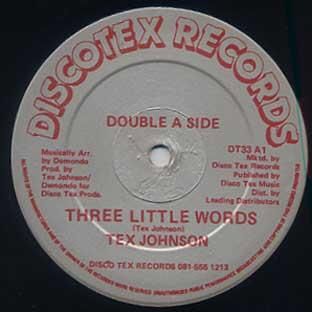 DISCOTEX RECORDS
DOUBLE A SIDE
Musically Arr.
by Demondo
Prod. by
Tex Johnson/
Demondo for
Disco Tex Prods.
DT33 A1
Mktd. by
Disco Tex Records
Published by
Disco Tex Music
Dist. by
Leading Distributors
THREE LITTLE WORDS
(Tex Johnson)
TEX JOHNSON
DISCO TEX RECORDS 081-556 1213